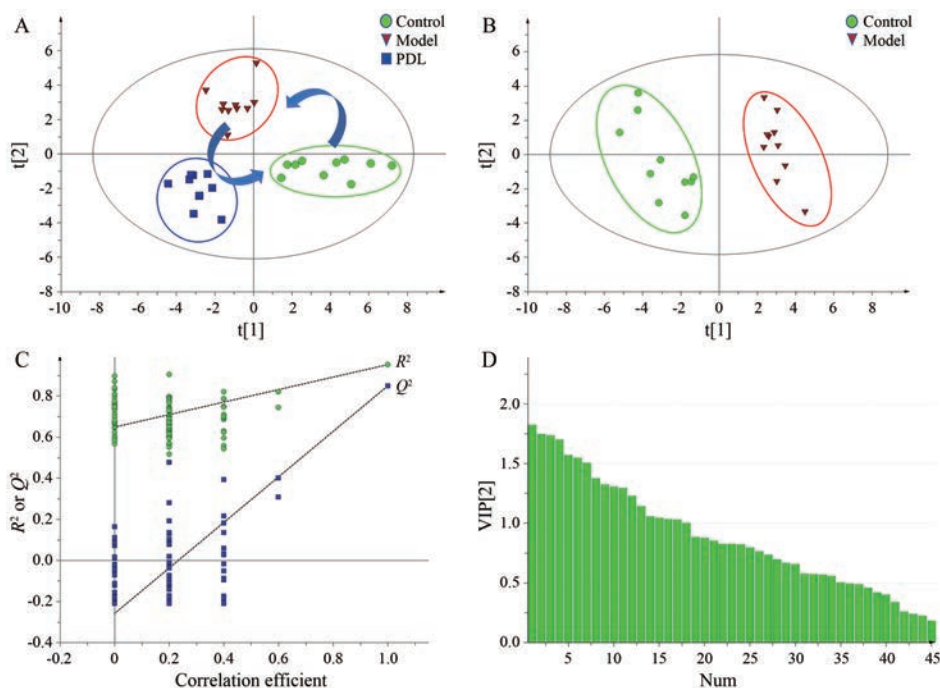 A
Control
Model
PDL
6
4
2
0
-2
-4
-6
-8
t[2]
-10 -8 -6 -4 -2 0 2 4 6 8
t[1]
B
Control
Model
6
4
2
0
-2
-4
-6
-8
t[2]
-10 -8 -6 -4 -2 0 2 4 6 8
t[1]
C
R²
Q²
0.8
0.6
0.4
0.2
0.0
-0.2
-0.4
R² or Q²
0 0.2 0.4 0.6 0.8 1.0
Correlation efficient
D
2.0
1.5
1.0
0.5
0.0
VIP[2]
5 10 15 20 25 30 35 40 45
Num